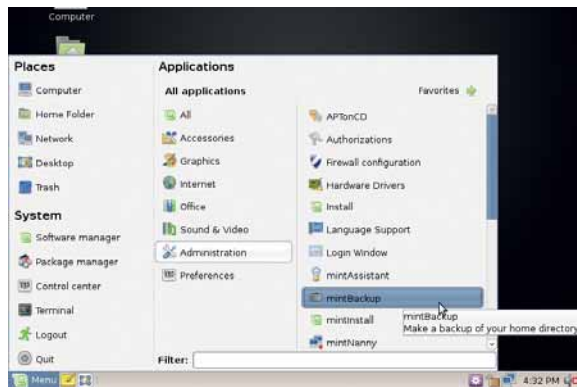 Computer
Places
Computer
Home Folder
Network
Desktop
Trash
System
Software manager
Package manager
Control center
Terminal
Logout
Quit
Applications
All applications
Favorites
All
Accessories
Graphics
Internet
Office
Sound & Video
Administration
Preferences
APTonCD
Authorizations
Firewall configuration
Hardware Drivers
Install
Language Support
Login Window
mintAssistant
mintBackup
mintInstall
mintNanny
mintBackup
Make a backup of your home directory
Filter:
Menu
4:32 PM